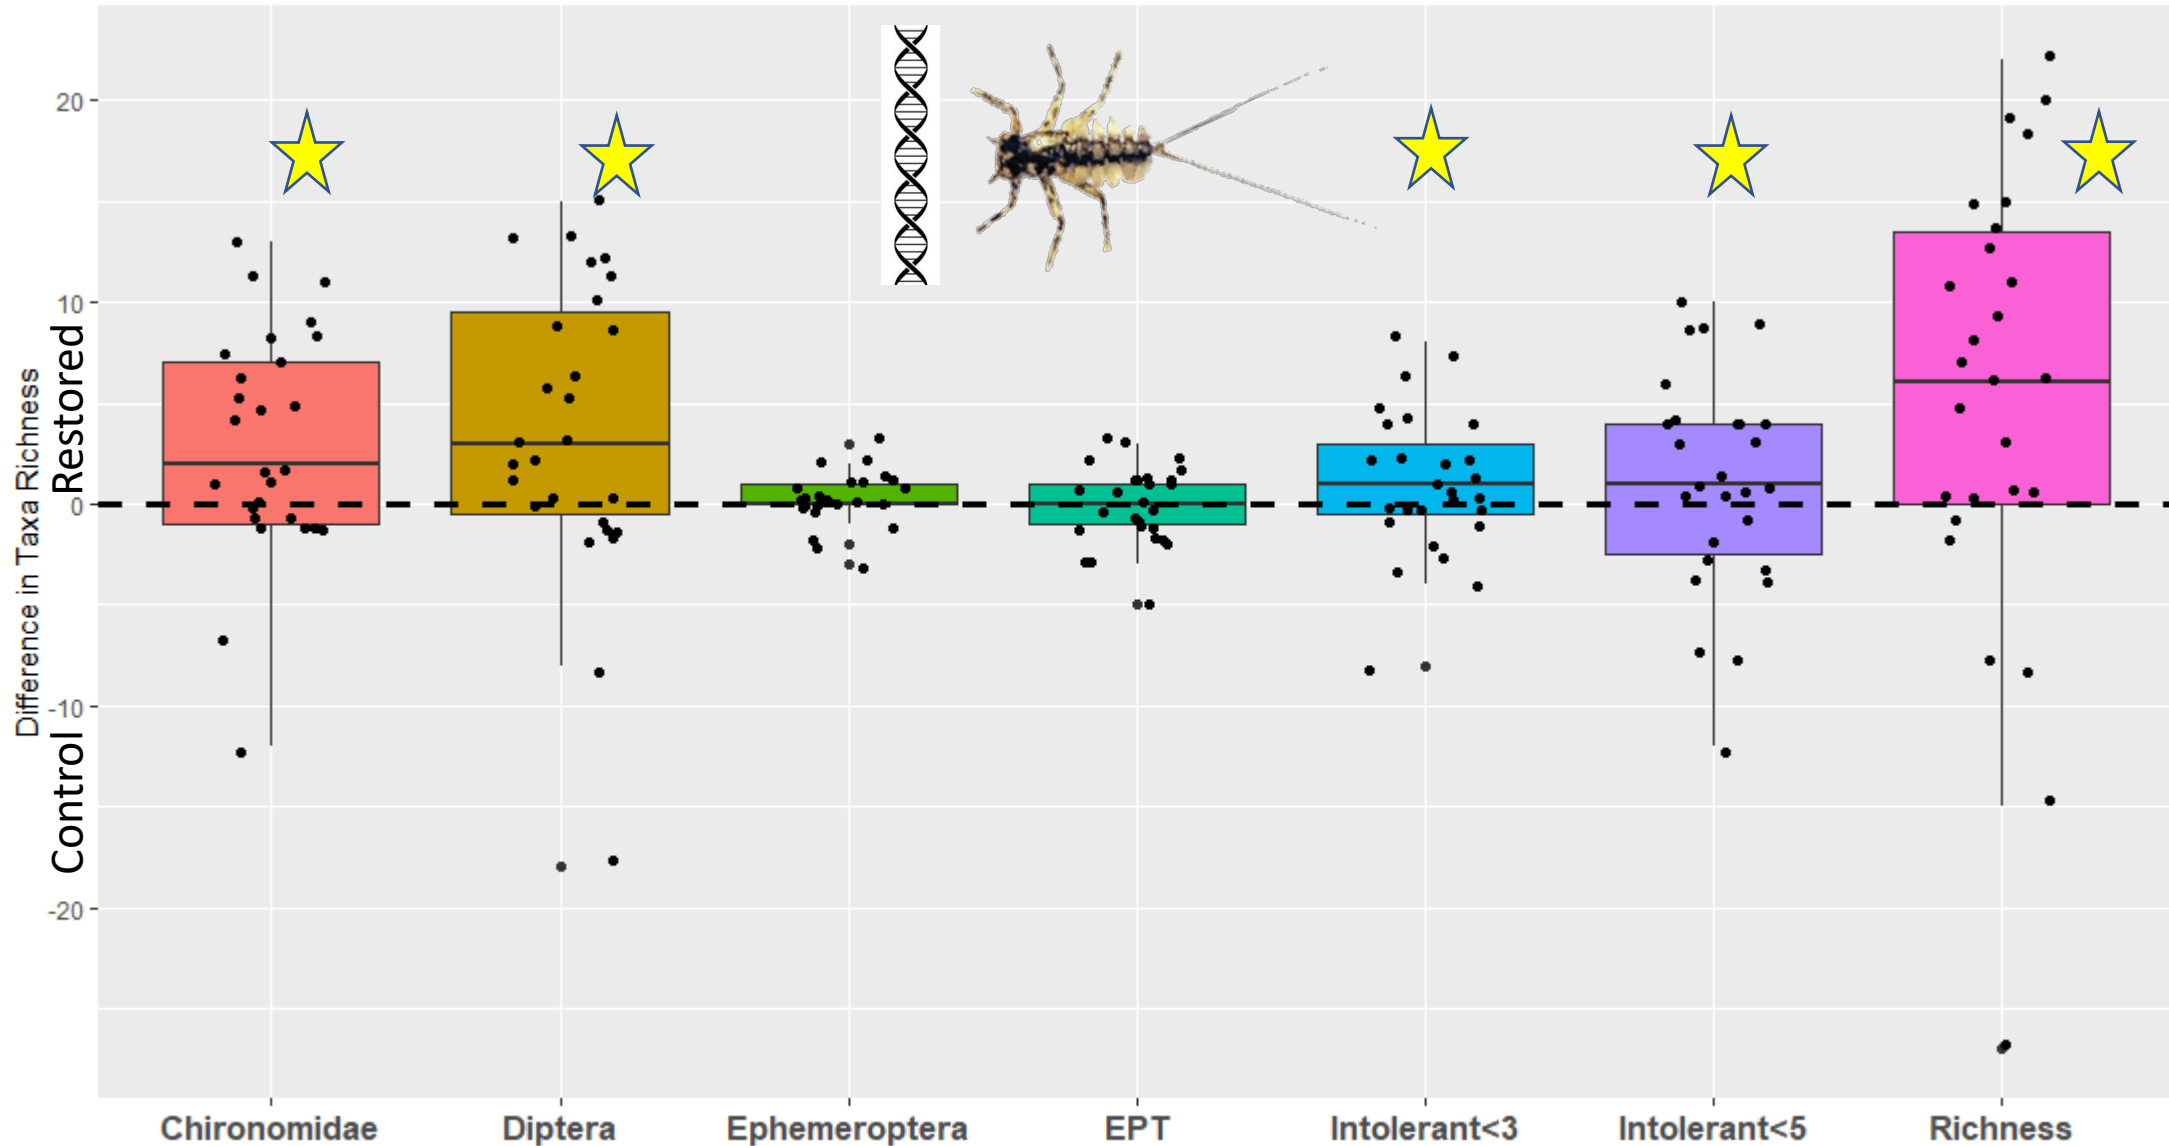 Difference in Taxa Richness
Restored
Control
20
10
0
-10
-20
Chironomidae
Diptera
Ephemeroptera
EPT
Intolerant<3
Intolerant<5
Richness